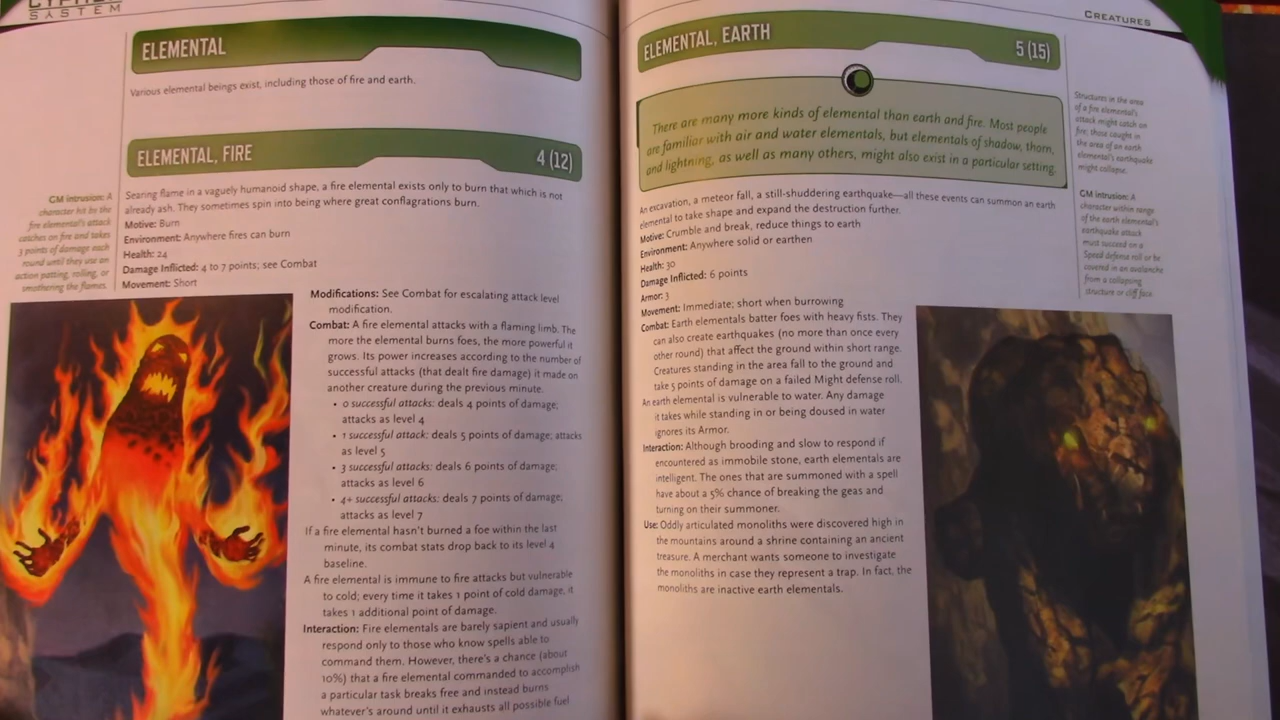 CYPHER
SYSTEM
ELEMENTAL
Various elemental beings exist, including those of fire and earth.
ELEMENTAL, FIRE 4 (12)
Searing flame in a vaguely humanoid shape, a fire elemental exists only to burn that which is not
already ash. They sometimes spin into being where great conflagrations burn.
Motive: Burn
Environment: Anywhere fires can burn
Health: 24
Damage Inflicted: 4 to 7 points; see Combat
Movement: Short
GM intrusion: A
character hit by the
fire elemental's attack
catches on fire and takes
3 points of damage each
round until they use an
action patting, rolling, or
smothering the flames.
Modifications: See Combat for escalating attack level
modification.
Combat: A fire elemental attacks with a flaming limb. The
more the elemental burns foes, the more powerful it
grows. Its power increases according to the number of
successful attacks (that dealt fire damage) it made on
another creature during the previous minute.
• 0 successful attacks: deals 4 points of damage;
attacks as level 4
• 1 successful attack: deals 5 points of damage; attacks
as level 5
• 3 successful attacks: deals 6 points of damage;
attacks as level 6
• 4+ successful attacks: deals 7 points of damage;
attacks as level 7
If a fire elemental hasn't burned a foe within the last
minute, its combat stats drop back to its level 4
baseline.
A fire elemental is immune to fire attacks but vulnerable
to cold; every time it takes 1 point of cold damage, it
takes 1 additional point of damage.
Interaction: Fire elementals are barely sapient and usually
respond only to those who know spells able to
command them. However, there's a chance (about
10%) that a fire elemental commanded to accomplish
a particular task breaks free and instead burns
whatever's around until it exhausts all possible fuel
CREATURES
ELEMENTAL, EARTH 5 (15)
There are many more kinds of elemental than earth and fire. Most people
are familiar with air and water elementals, but elementals of shadow, thorn,
and lightning, as well as many others, might also exist in a particular setting.
An excavation, a meteor fall, a still-shuddering earthquake—all these events can summon an earth
elemental to take shape and expand the destruction further.
Motive: Crumble and break, reduce things to earth
Environment: Anywhere solid or earthen
Health: 30
Damage Inflicted: 6 points
Armor: 3
Movement: Immediate; short when burrowing
Combat: Earth elementals batter foes with heavy fists. They
can also create earthquakes (no more than once every
other round) that affect the ground within short range.
Creatures standing in the area fall to the ground and
take 5 points of damage on a failed Might defense roll.
An earth elemental is vulnerable to water. Any damage
it takes while standing in or being doused in water
ignores its Armor.
Interaction: Although brooding and slow to respond if
encountered as immobile stone, earth elementals are
intelligent. The ones that are summoned with a spell
have about a 5% chance of breaking the geas and
turning on their summoner.
Use: Oddly articulated monoliths were discovered high in
the mountains around a shrine containing an ancient
treasure. A merchant wants someone to investigate
the monoliths in case they represent a trap. In fact, the
monoliths are inactive earth elementals.
Structures in the area
of a fire elemental's
attack might catch on
fire; those caught in
the area of an earth
elemental's earthquake
might collapse.
GM intrusion: A
character within range
of the earth elemental's
earthquake attack
must succeed on a
Speed defense roll or be
covered in an avalanche
from a collapsing
structure or cliff face.